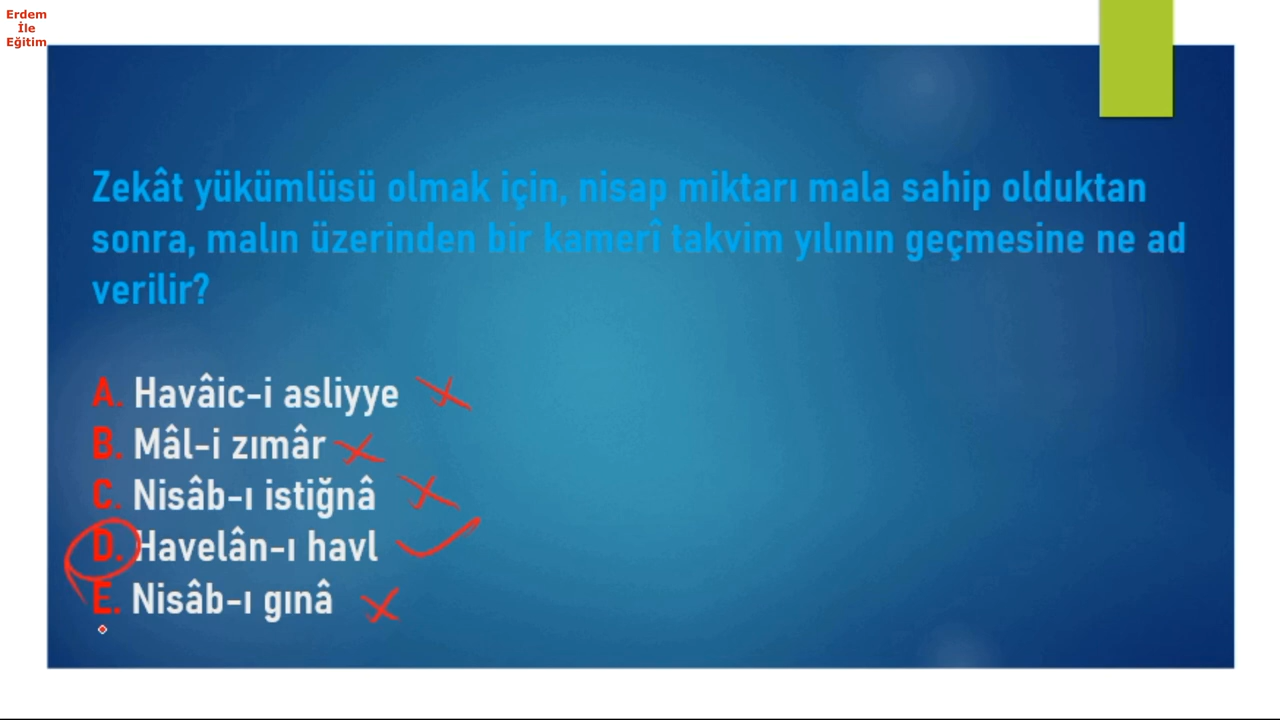 Erdem
İle
Eğitim
Zekât yükümlüsü olmak için, nisap miktarı mala sahip olduktan
sonra, malın üzerinden bir kamerî takvim yılının geçmesine ne ad
verilir?
A. Havâic-i asliyye
B. Mâl-i zımâr
C. Nisâb-ı istiğnâ
D. Havelân-ı havl
E. Nisâb-ı gınâ